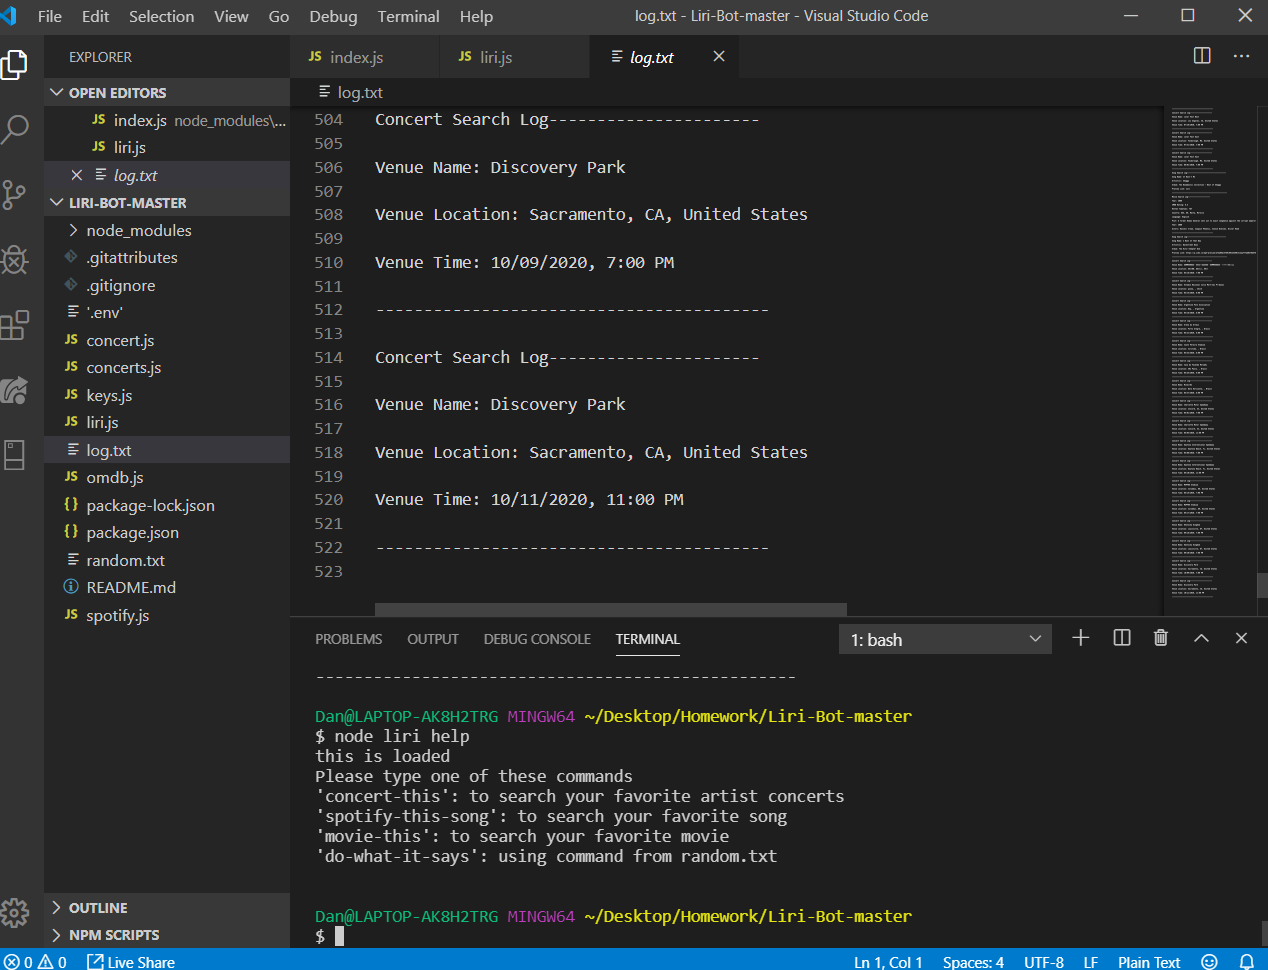 File Edit Selection View Go Debug Terminal Help
log.txt - Liri-Bot-master - Visual Studio Code
EXPLORER
OPEN EDITORS
JS index.js node_modules\...
JS liri.js
log.txt
LIRI-BOT-MASTER
node_modules
.gitattributes
.gitignore
'.env'
JS concert.js
JS concerts.js
JS keys.js
JS liri.js
log.txt
JS omdb.js
{} package-lock.json
{} package.json
random.txt
README.md
JS spotify.js
OUTLINE
NPM SCRIPTS
JS index.js
JS liri.js
log.txt
log.txt
504 Concert Search Log----------------------
505
506 Venue Name: Discovery Park
507
508 Venue Location: Sacramento, CA, United States
509
510 Venue Time: 10/09/2020, 7:00 PM
511
512 -----------------------------------------
513
514 Concert Search Log----------------------
515
516 Venue Name: Discovery Park
517
518 Venue Location: Sacramento, CA, United States
519
520 Venue Time: 10/11/2020, 11:00 PM
521
522 -----------------------------------------
523
PROBLEMS OUTPUT DEBUG CONSOLE TERMINAL
1: bash
--------------------------------------------------
Dan@LAPTOP-AK8H2TRG MINGW64 ~/Desktop/Homework/Liri-Bot-master
$ node liri help
this is loaded
Please type one of these commands
'concert-this': to search your favorite artist concerts
'spotify-this-song': to search your favorite song
'movie-this': to search your favorite movie
'do-what-it-says': using command from random.txt
Dan@LAPTOP-AK8H2TRG MINGW64 ~/Desktop/Homework/Liri-Bot-master
$
0 0 Live Share
Ln 1, Col 1 Spaces: 4 UTF-8 LF Plain Text